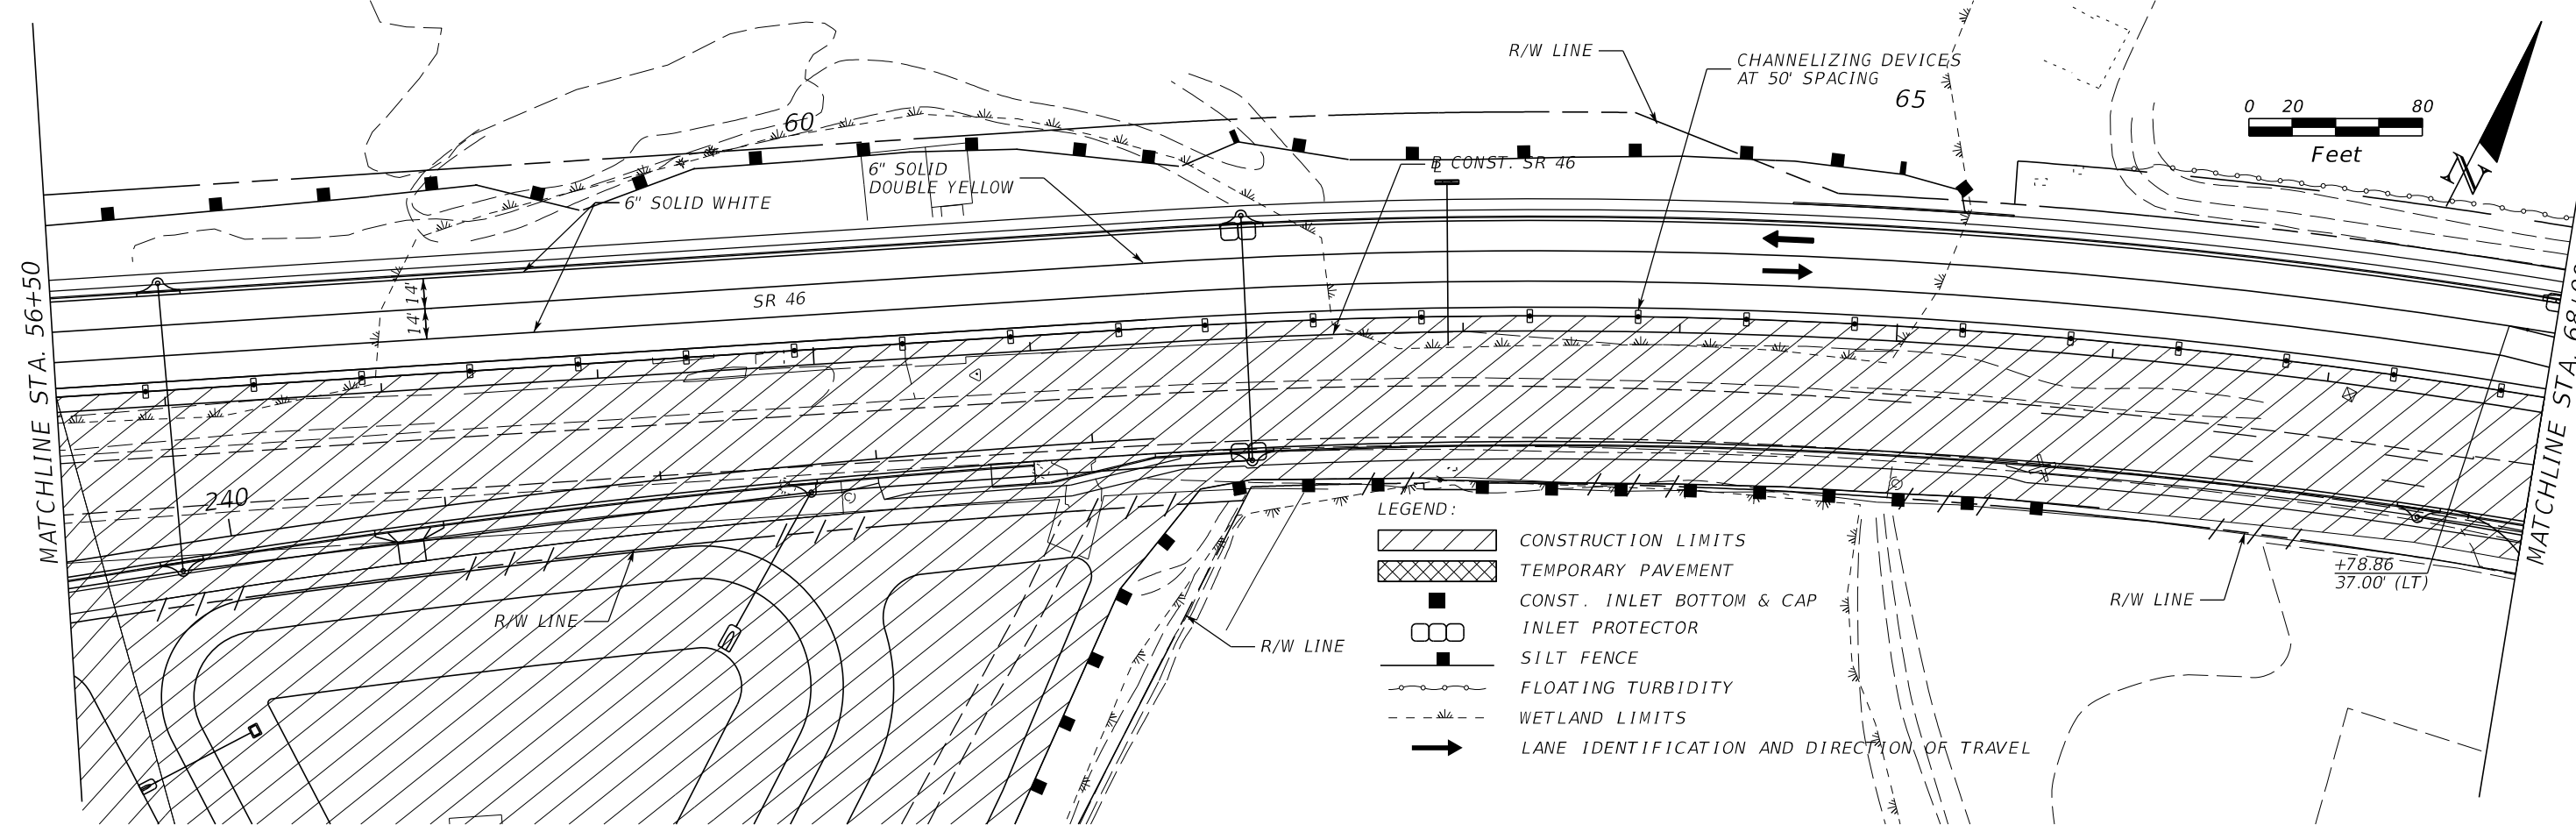 R/W LINE
CHANNELIZING DEVICES
AT 50' SPACING
65
0 20 80
Feet
N
60
6" SOLID
DOUBLE YELLOW
6" SOLID WHITE
B CONST. SR 46
L
14' 14'
SR 46
MATCHLINE STA. 56+50
240
R/W LINE
R/W LINE
R/W LINE
+78.86
37.00' (LT)
LEGEND:
CONSTRUCTION LIMITS
TEMPORARY PAVEMENT
CONST. INLET BOTTOM & CAP
INLET PROTECTOR
SILT FENCE
FLOATING TURBIDITY
WETLAND LIMITS
LANE IDENTIFICATION AND DIRECTION OF TRAVEL
MATCHLINE STA.